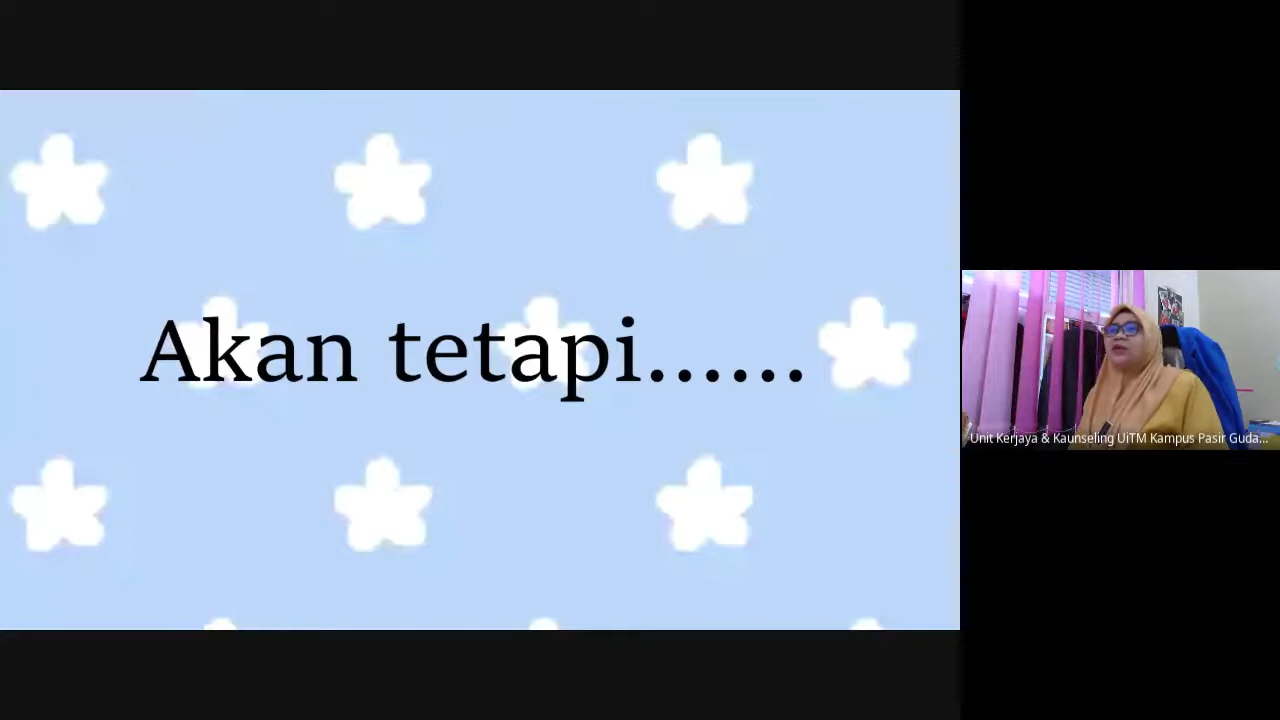 Akan tetapi......
Unit Kerjaya & Kaunseling UiTM Kampus Pasir Guda...